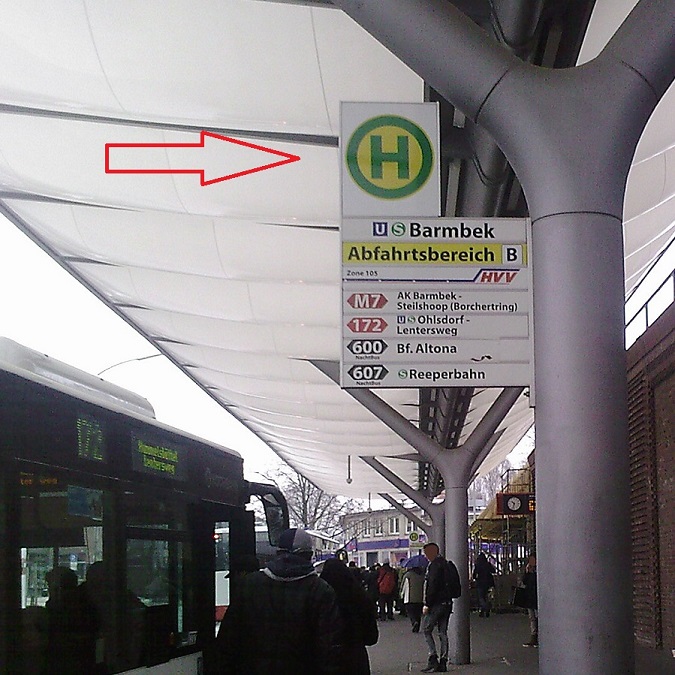 H
U S Barmbek
Abfahrtsbereich B
Zone 105 HVV
M7 AK Barmbek -
Steilshoop (Borchertring)
172 U S Ohlsdorf -
Lentersweg
600 Bf. Altona
NachtBus
607 S Reeperbahn
NachtBus
172
Lentersweg